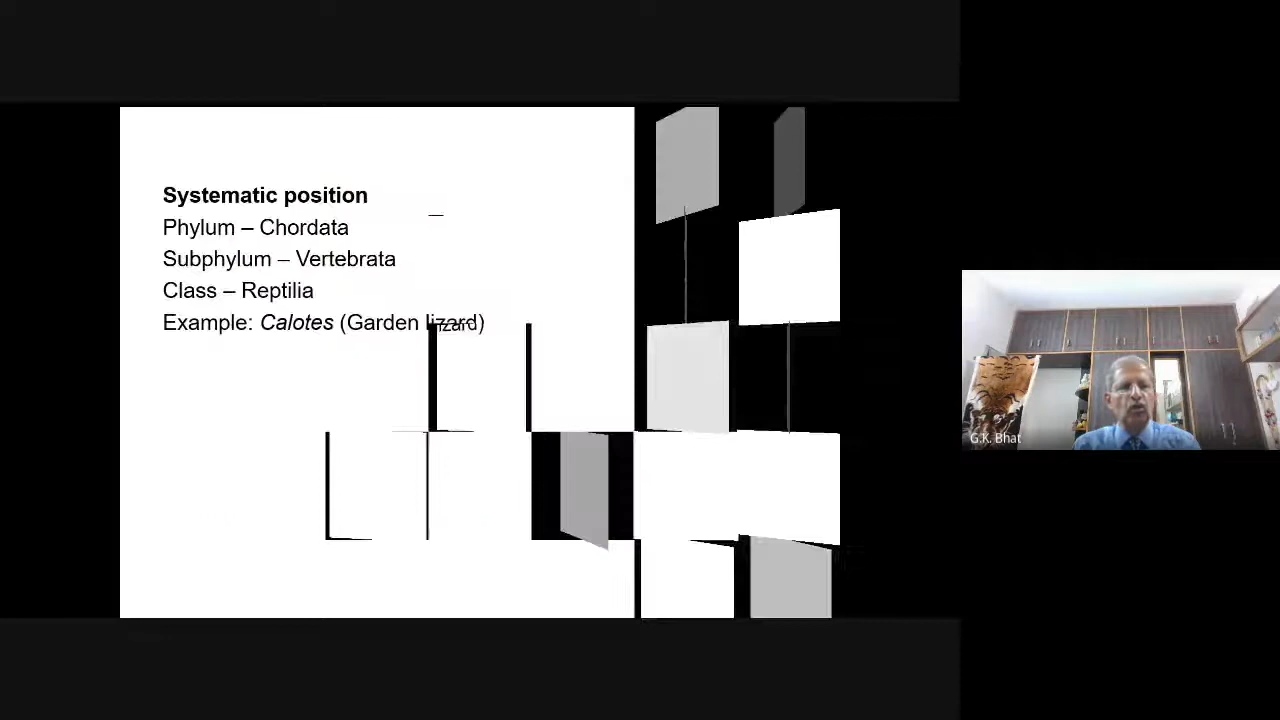 Systematic position
Phylum – Chordata
Subphylum – Vertebrata
Class – Reptilia
Example: Calotes (Garden lizard)
G.K. Bhat